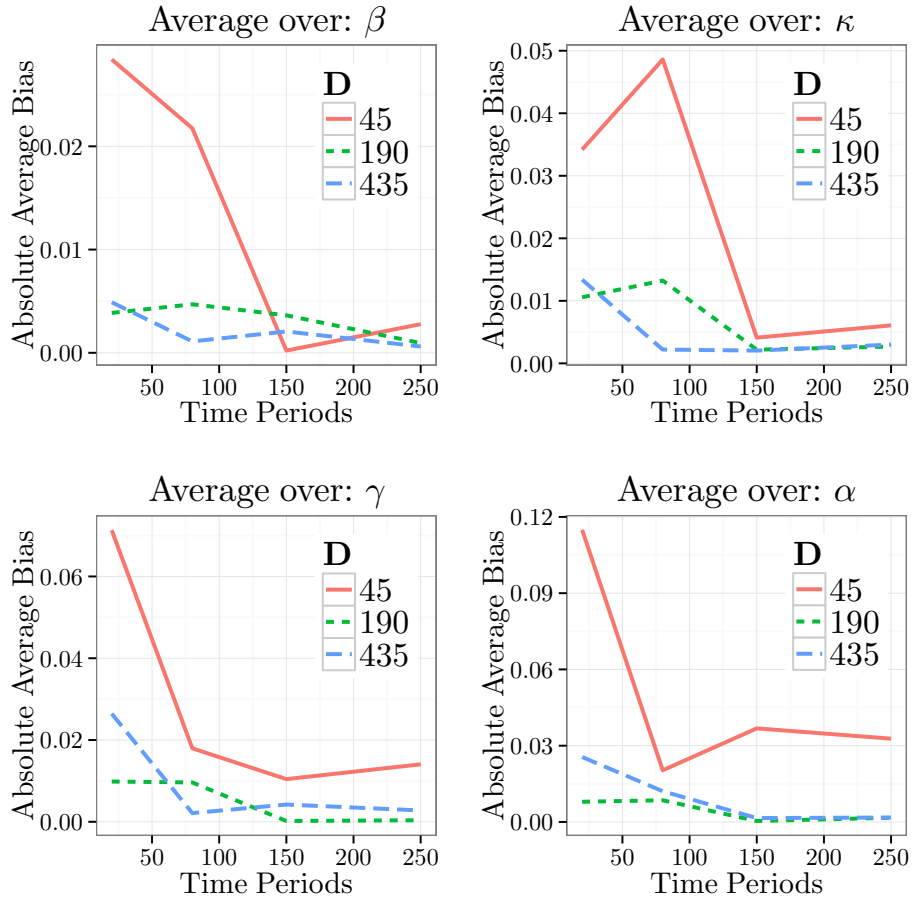 Average over: β
Absolute Average Bias
0.02
0.01
0.00
D
45
190
435
50 100 150 200 250
Time Periods
Average over: κ
Absolute Average Bias
0.05
0.04
0.03
0.02
0.01
0.00
D
45
190
435
50 100 150 200 250
Time Periods
Average over: γ
Absolute Average Bias
0.06
0.04
0.02
0.00
D
45
190
435
50 100 150 200 250
Time Periods
Average over: α
Absolute Average Bias
0.12
0.09
0.06
0.03
0.00
D
45
190
435
50 100 150 200 250
Time Periods